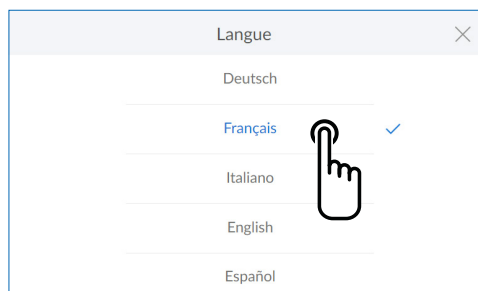 Langue
Deutsch
Français
Italiano
English
Español